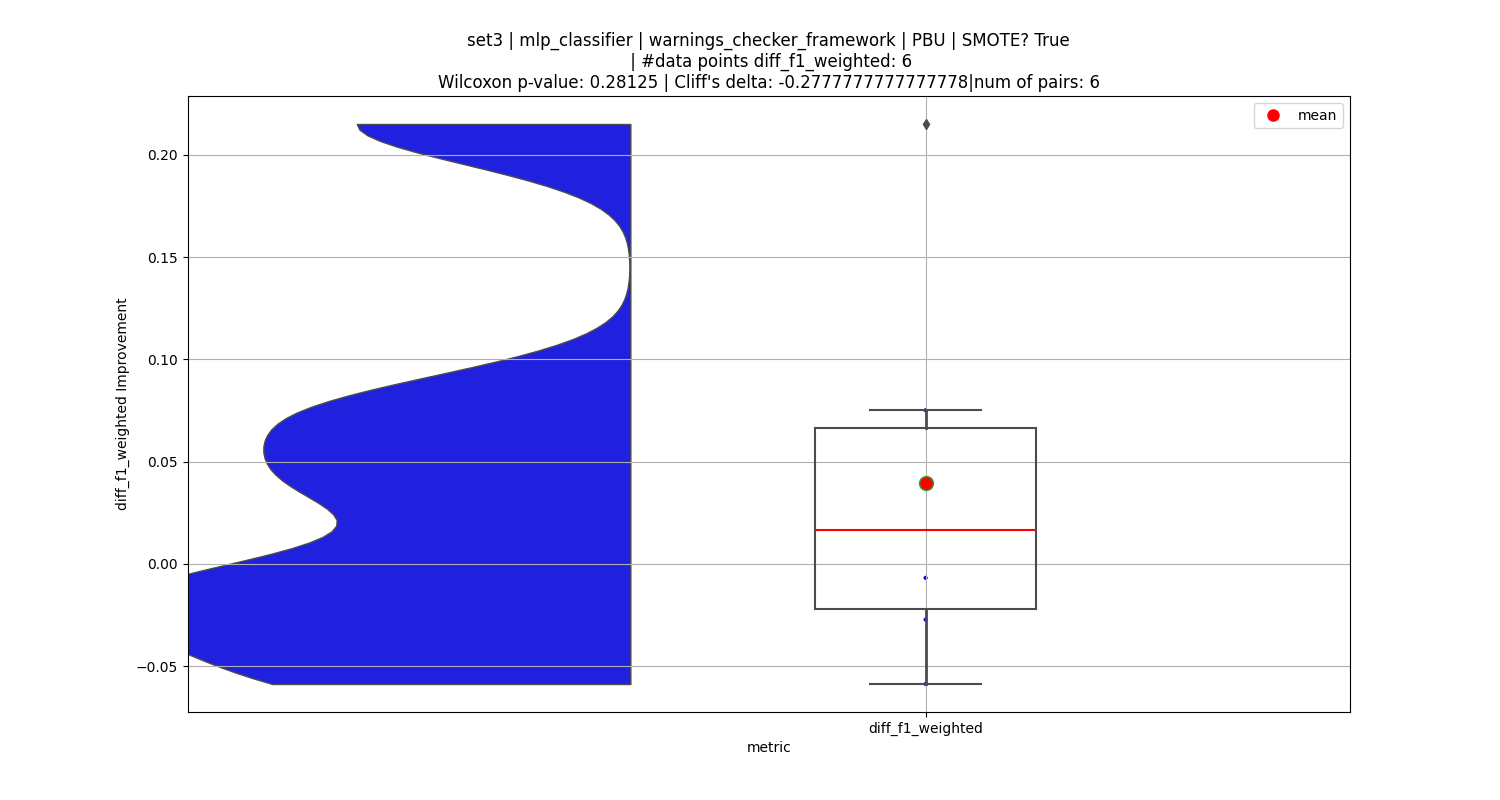 set3 | mlp_classifier | warnings_checker_framework | PBU | SMOTE? True
| #data points diff_f1_weighted: 6
Wilcoxon p-value: 0.28125 | Cliff's delta: -0.2777777777777778|num of pairs: 6
mean
0.20
0.15
0.10
0.05
0.00
−0.05
diff_f1_weighted Improvement
diff_f1_weighted
metric